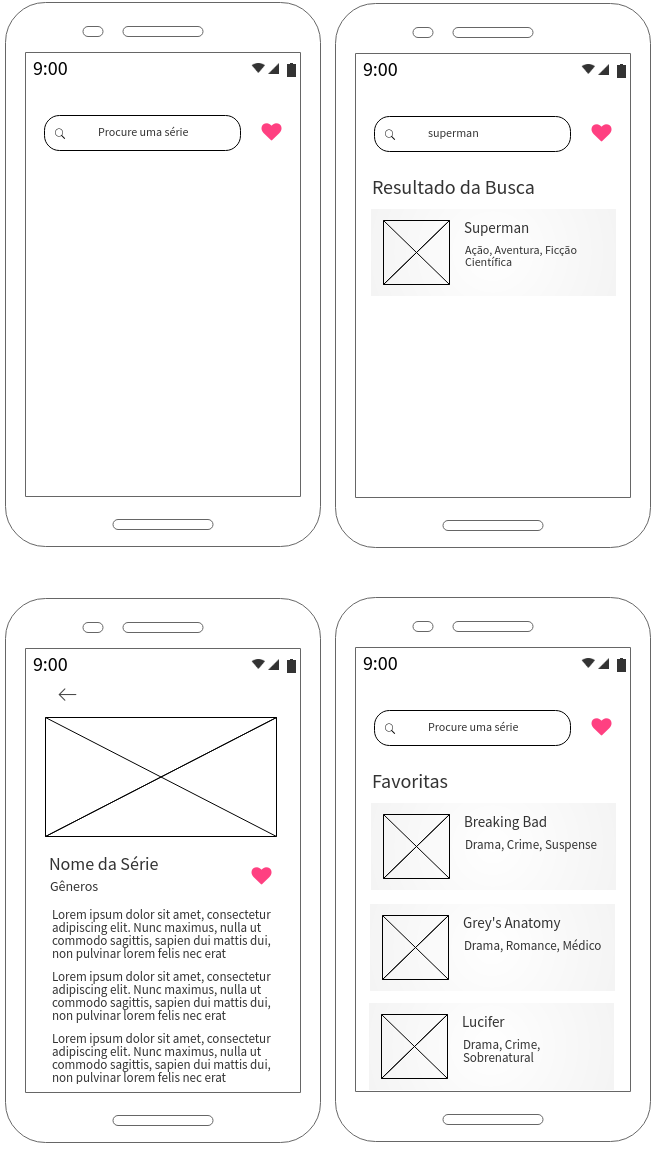 9:00
Procure uma série
9:00
superman
Resultado da Busca
Superman
Ação, Aventura, Ficção
Científica
9:00
Nome da Série
Gêneros
Lorem ipsum dolor sit amet, consectetur
adipiscing elit. Nunc maximus, nulla ut
commodo sagittis, sapien dui mattis dui,
non pulvinar lorem felis nec erat
Lorem ipsum dolor sit amet, consectetur
adipiscing elit. Nunc maximus, nulla ut
commodo sagittis, sapien dui mattis dui,
non pulvinar lorem felis nec erat
Lorem ipsum dolor sit amet, consectetur
adipiscing elit. Nunc maximus, nulla ut
commodo sagittis, sapien dui mattis dui,
non pulvinar lorem felis nec erat
9:00
Procure uma série
Favoritas
Breaking Bad
Drama, Crime, Suspense
Grey's Anatomy
Drama, Romance, Médico
Lucifer
Drama, Crime,
Sobrenatural